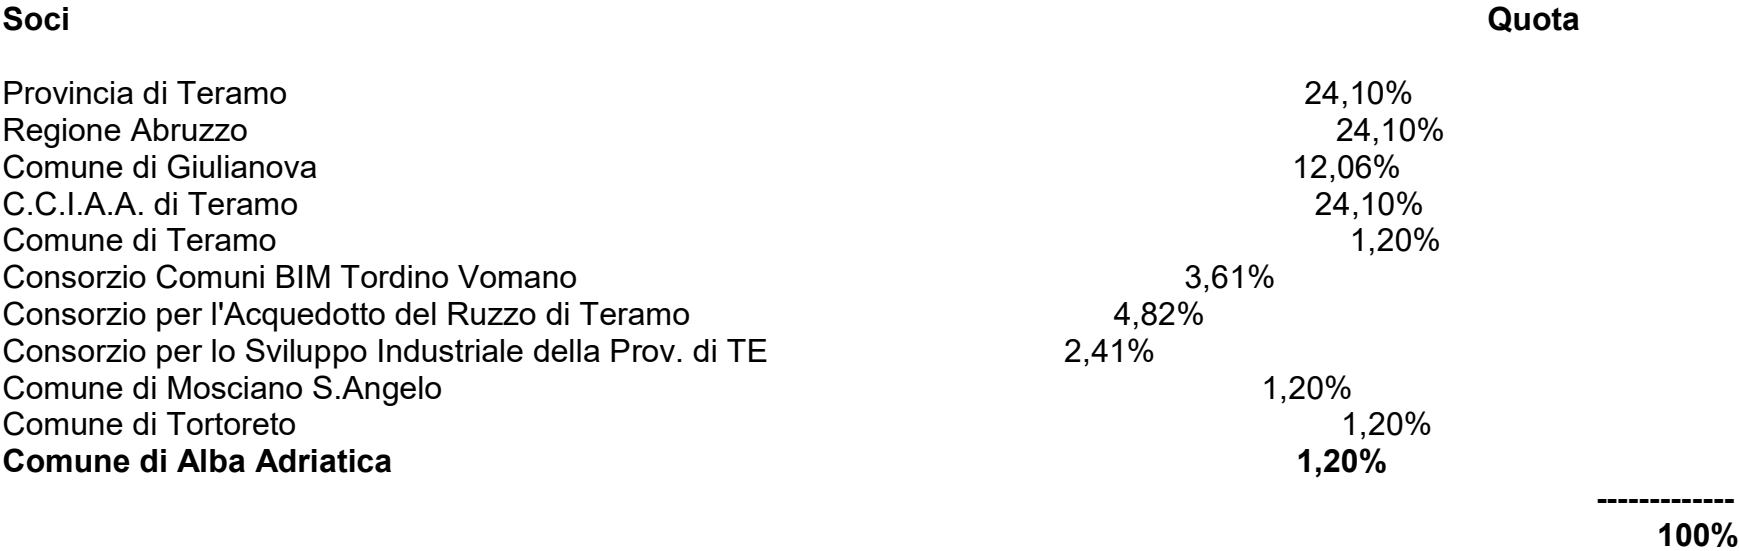 Soci Quota
Provincia di Teramo 24,10%
Regione Abruzzo 24,10%
Comune di Giulianova 12,06%
C.C.I.A.A. di Teramo 24,10%
Comune di Teramo 1,20%
Consorzio Comuni BIM Tordino Vomano 3,61%
Consorzio per l'Acquedotto del Ruzzo di Teramo 4,82%
Consorzio per lo Sviluppo Industriale della Prov. di TE 2,41%
Comune di Mosciano S.Angelo 1,20%
Comune di Tortoreto 1,20%
Comune di Alba Adriatica 1,20%
-------------
100%